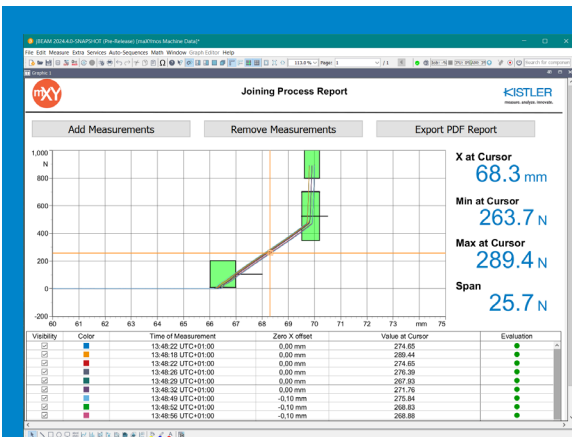 jBEAM 2024.4.0-SNAPSHOT (Pre-Release) (maXYmos Machine Data)*
File Edit Measure Extra Services Auto-Sequences Math Window Graph Editor Help
113.0 % Page: 1 / 1 Search for component
Graphic 1
mXY Joining Process Report KISTLER
measure. analyze. innovate.
Add Measurements Remove Measurements Export PDF Report
1,000
N
800
600
400
200
0
-200
60 61 62 63 64 65 66 67 68 69 70 71 72 73 mm 75
X at Cursor
68.3 mm
Min at Cursor
263.7 N
Max at Cursor
289.4 N
Span
25.7 N
Visibility Color Time of Measurement Zero X offset Value at Cursor Evaluation
13:48:22 UTC+01:00 0,00 mm 274.65
13:48:18 UTC+01:00 0,00 mm 289.44
13:48:22 UTC+01:00 0,00 mm 274.65
13:48:26 UTC+01:00 0,00 mm 276.39
13:48:29 UTC+01:00 0,00 mm 267.93
13:48:32 UTC+01:00 0,00 mm 271.76
13:48:49 UTC+01:00 -0,10 mm 275.84
13:48:52 UTC+01:00 -0,10 mm 268.83
13:48:56 UTC+01:00 -0,10 mm 268.88